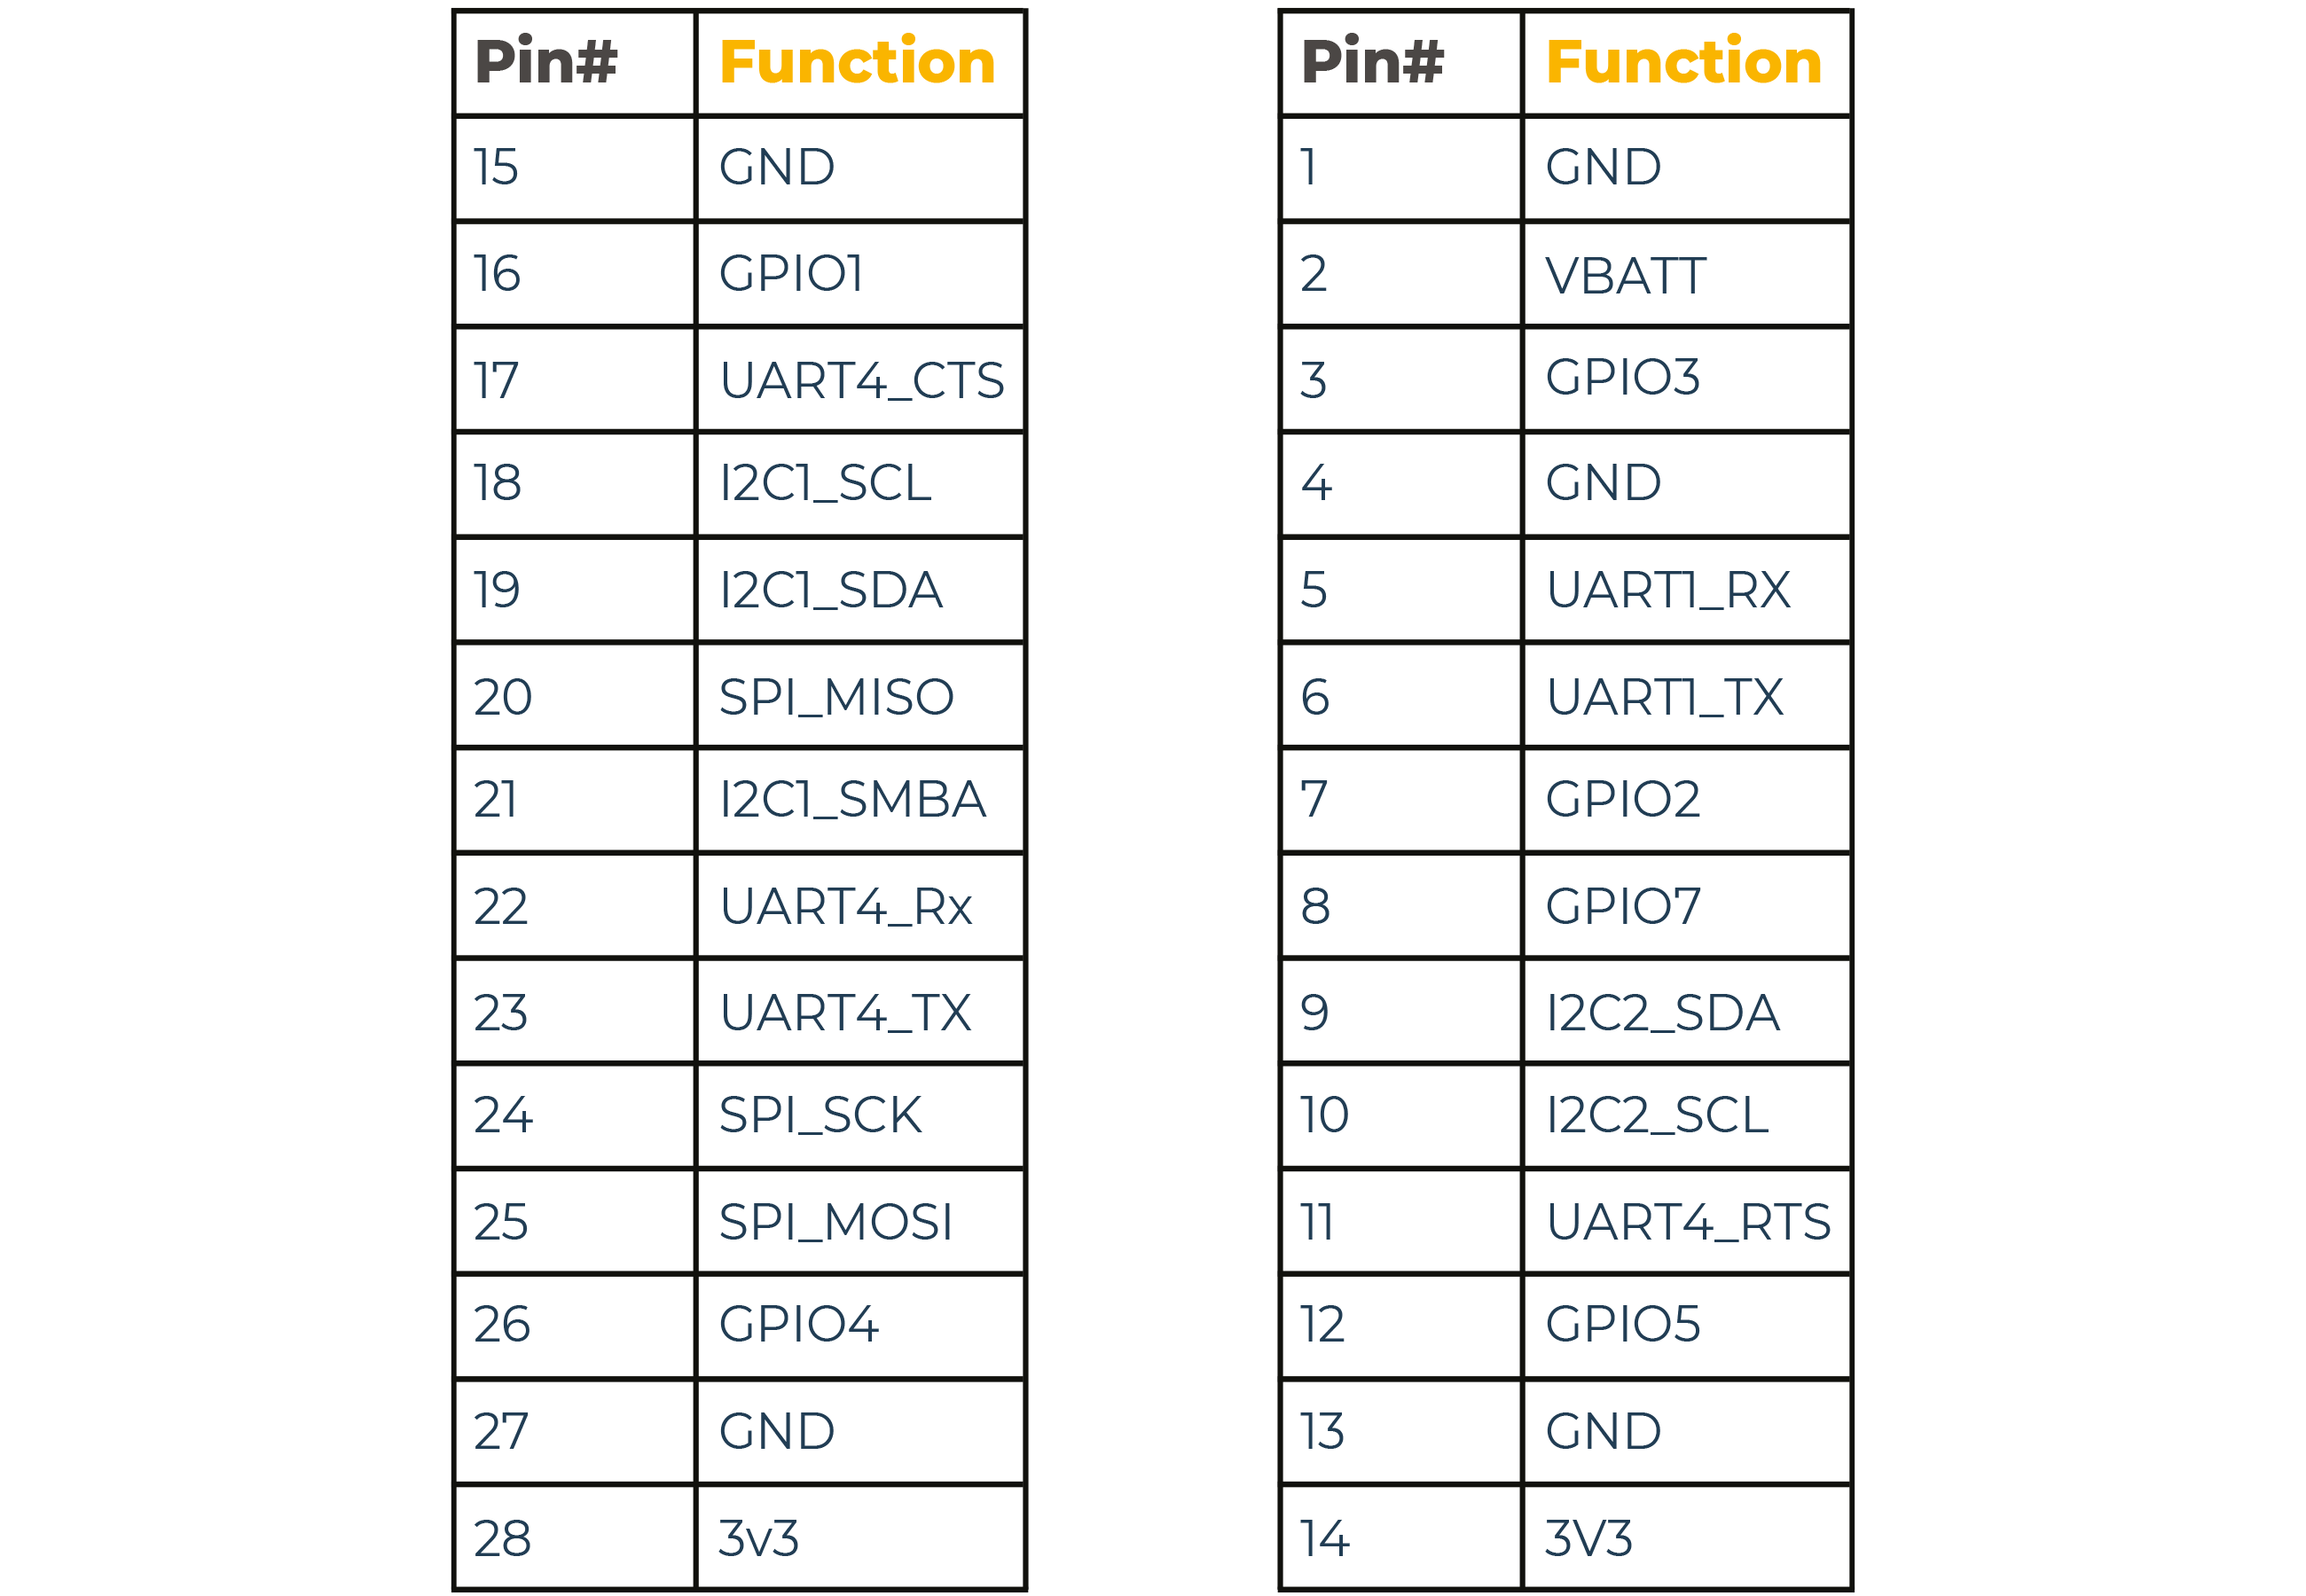 Pin# Function
15 GND
16 GPIO1
17 UART4_CTS
18 I2C1_SCL
19 I2C1_SDA
20 SPI_MISO
21 I2C1_SMBA
22 UART4_Rx
23 UART4_TX
24 SPI_SCK
25 SPI_MOSI
26 GPIO4
27 GND
28 3v3
Pin# Function
1 GND
2 VBATT
3 GPIO3
4 GND
5 UART1_RX
6 UART1_TX
7 GPIO2
8 GPIO7
9 I2C2_SDA
10 I2C2_SCL
11 UART4_RTS
12 GPIO5
13 GND
14 3V3